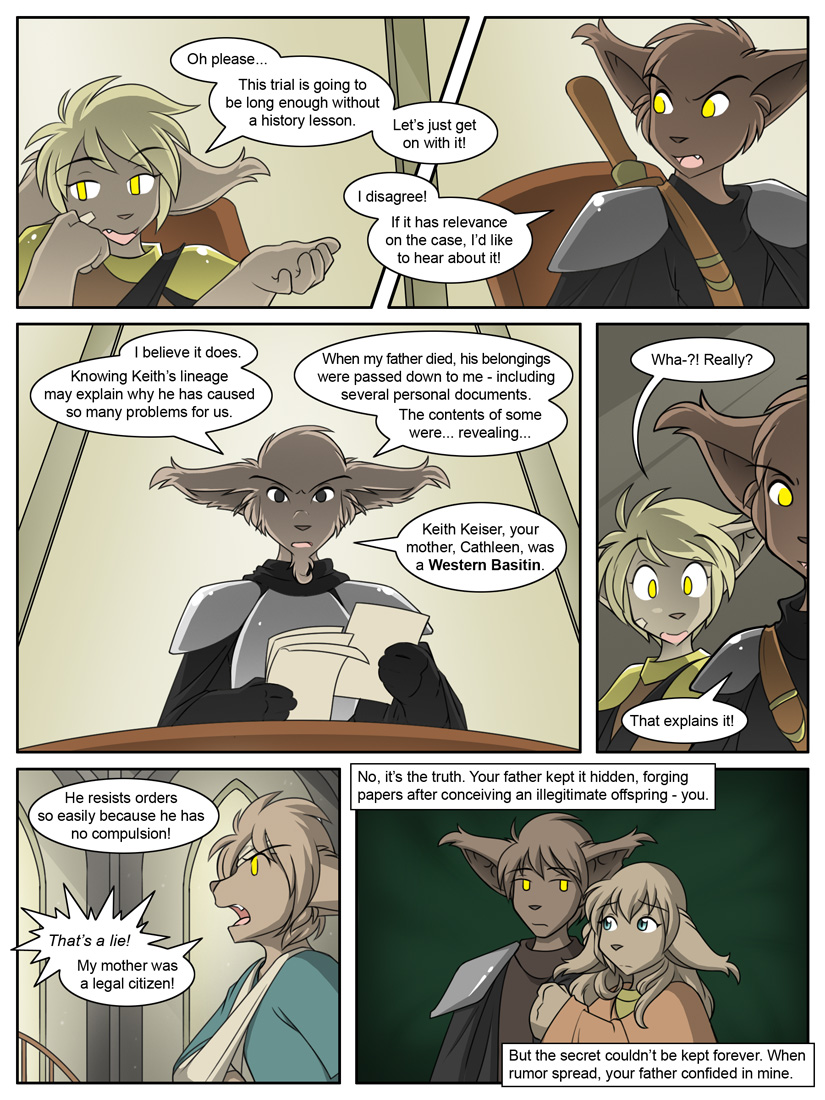 Oh please...
This trial is going to
be long enough without
a history lesson.
Let's just get
on with it!
I disagree!
If it has relevance
on the case, I'd like
to hear about it!
I believe it does.
Knowing Keith's lineage
may explain why he has caused
so many problems for us.
When my father died, his belongings
were passed down to me - including
several personal documents.
The contents of some
were... revealing...
Keith Keiser, your
mother, Cathleen, was
a Western Basitin.
Wha-?! Really?
That explains it!
He resists orders
so easily because he has
no compulsion!
That's a lie!
My mother was
a legal citizen!
No, it's the truth. Your father kept it hidden, forging
papers after conceiving an illegitimate offspring - you.
But the secret couldn't be kept forever. When
rumor spread, your father confided in mine.